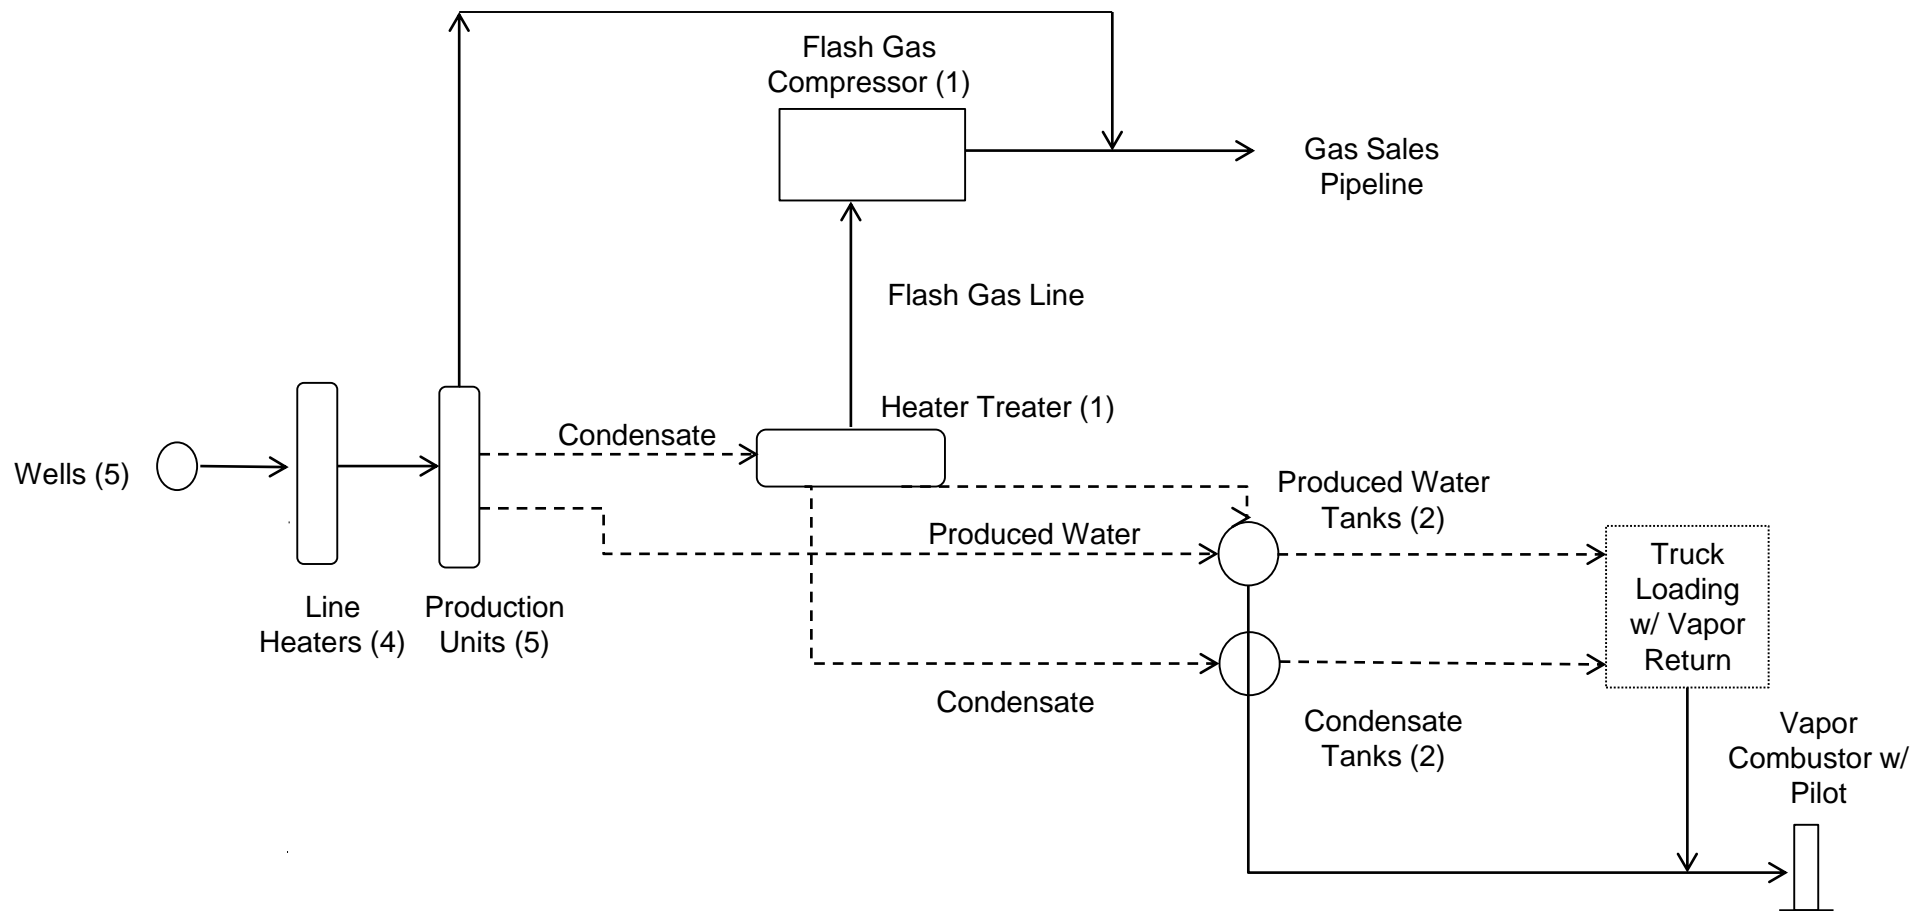 Flash Gas
Compressor (1)
Gas Sales
Pipeline
Flash Gas Line
Heater Treater (1)
Condensate
Wells (5)
Produced Water
Tanks (2)
Produced Water
Truck
Loading
w/ Vapor
Return
Line
Heaters (4)
Production
Units (5)
Condensate
Condensate
Tanks (2)
Vapor
Combustor w/
Pilot